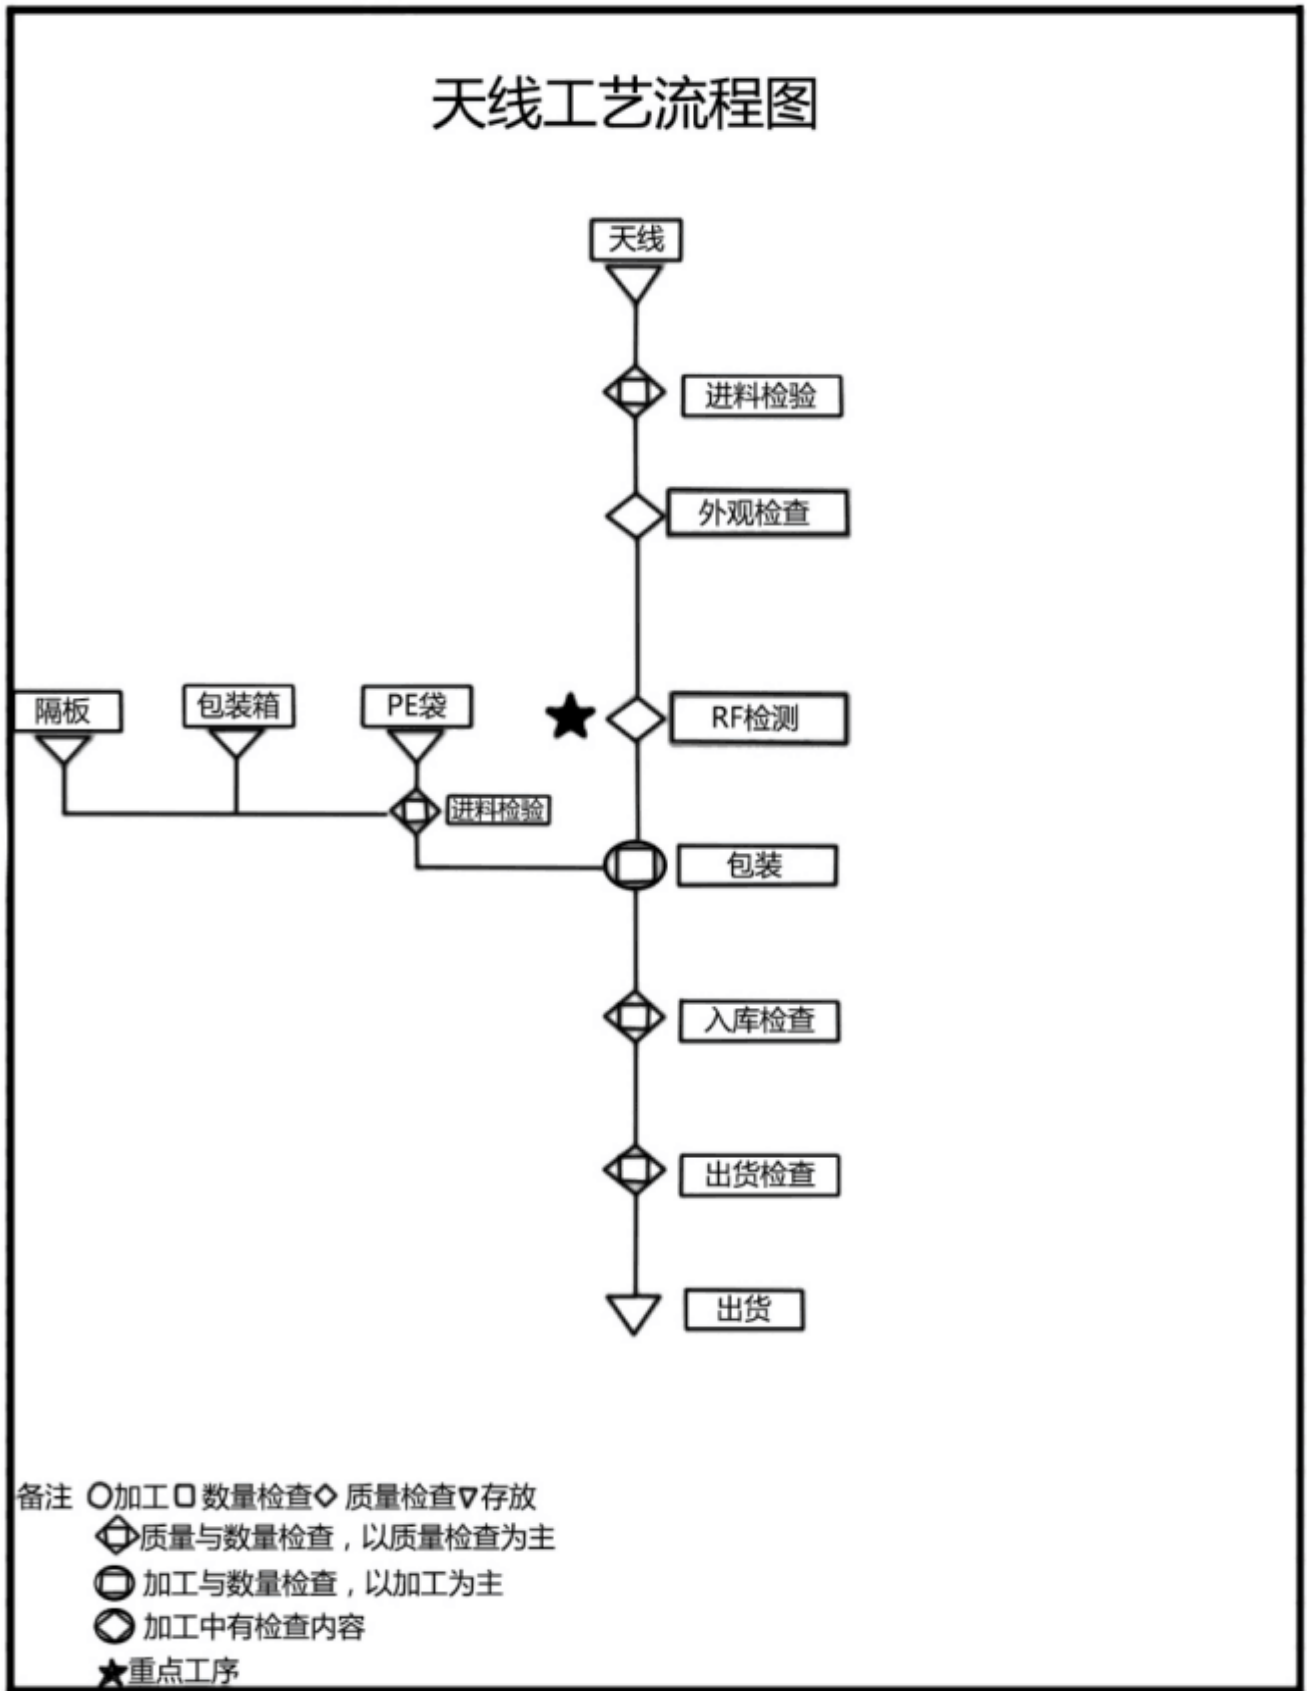 天线工艺流程图
天线
进料检验
外观检查
隔板
包装箱
PE袋
RF检测
进料检验
包装
入库检查
出货检查
出货
备注 加工 数量检查 质量检查 存放
质量与数量检查，以质量检查为主
加工与数量检查，以加工为主
加工中有检查内容
重点工序